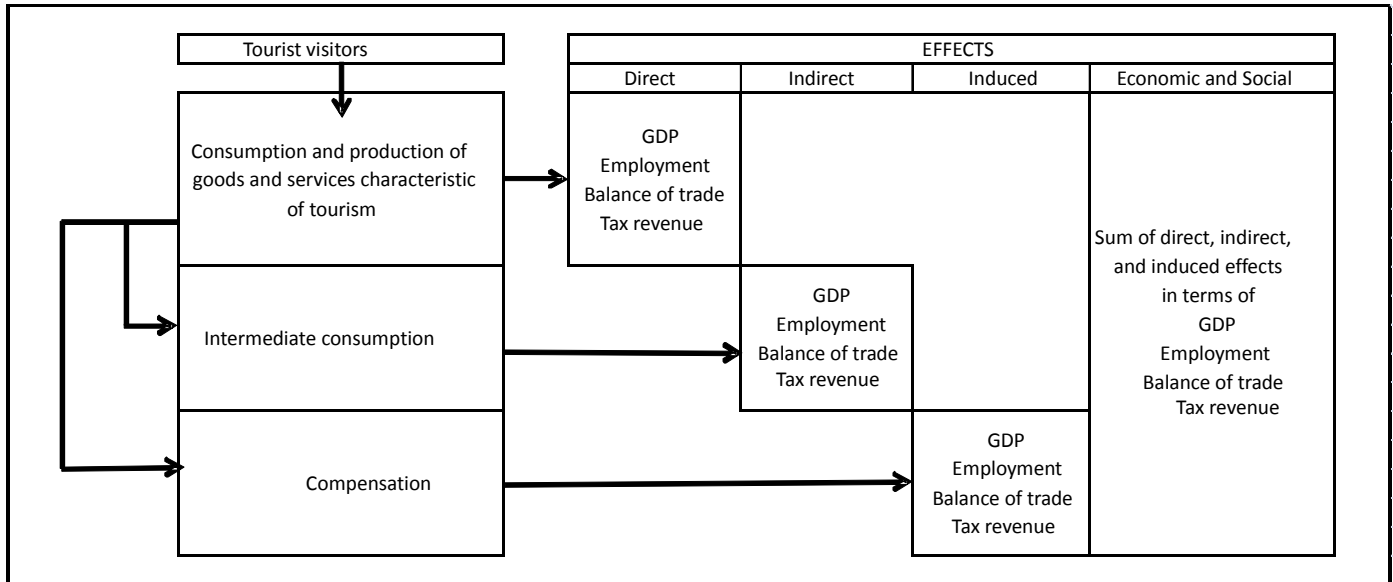 Tourist visitors
EFFECTS
Direct
Indirect
Induced
Economic and Social
Consumption and production of
goods and services characteristic
of tourism
GDP
Employment
Balance of trade
Tax revenue
Intermediate consumption
GDP
Employment
Balance of trade
Tax revenue
Compensation
GDP
Employment
Balance of trade
Tax revenue
Sum of direct, indirect,
and induced effects
in terms of
GDP
Employment
Balance of trade
Tax revenue